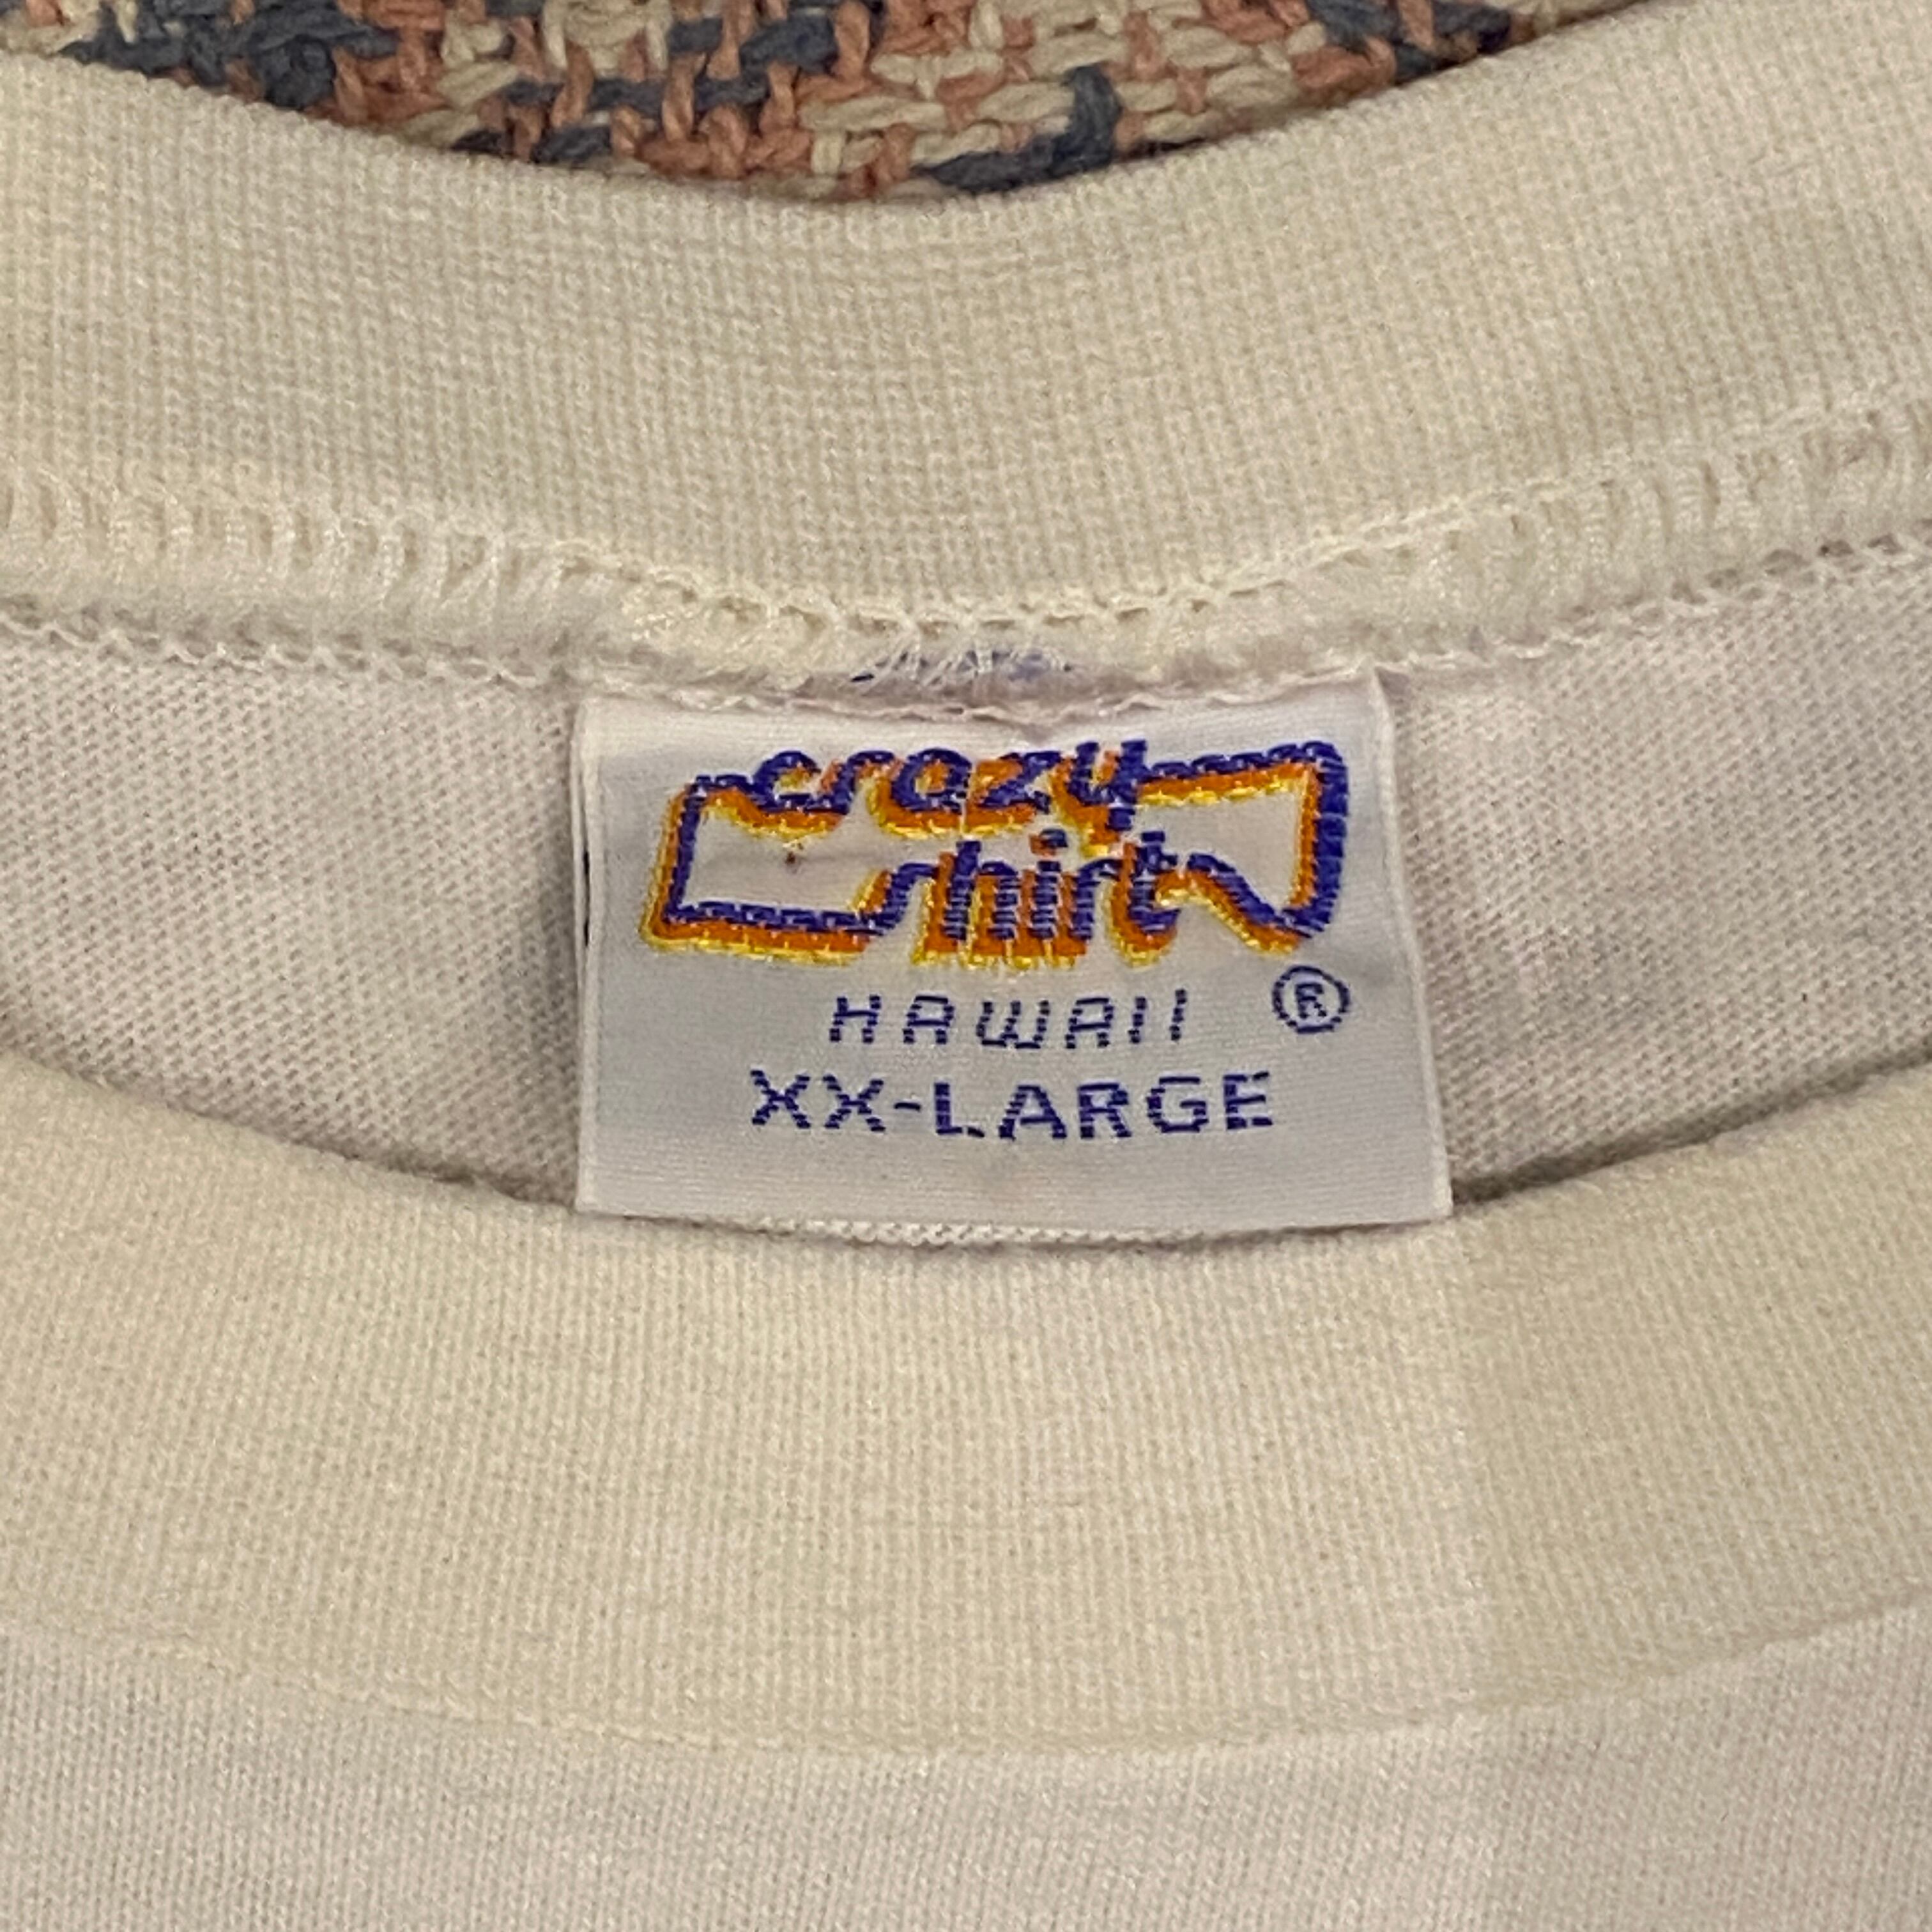 crazy
shirt
HAWAII ®
XX-LARGE